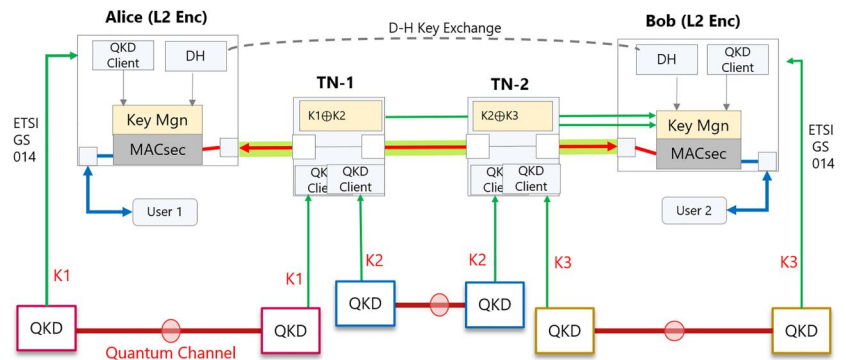 Alice (L2 Enc)
Bob (L2 Enc)
D-H Key Exchange
QKD
Client
DH
DH
QKD
Client
TN-1
TN-2
ETSI
GS
014
Key Mgn
MACsec
K1⊕K2
K2⊕K3
Key Mgn
MACsec
ETSI
GS
014
QKD
Client
QKD
Client
User 1
User 2
K1
K1
K2
K2
K3
K3
QKD
QKD
QKD
QKD
QKD
QKD
Quantum Channel